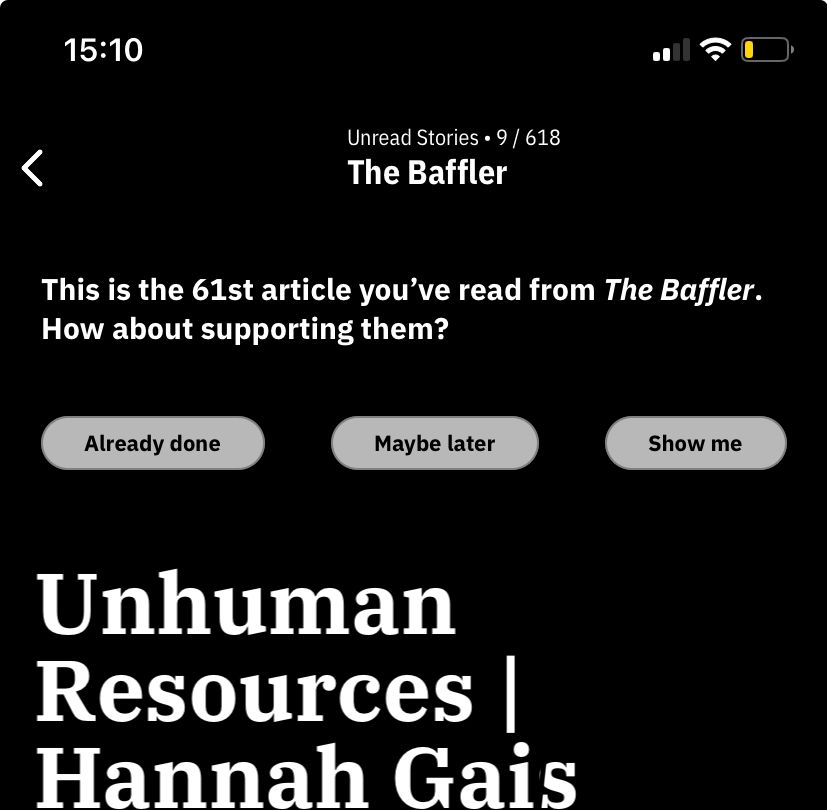 15:10
Unread Stories • 9 / 618
The Baffler
This is the 61st article you’ve read from The Baffler.
How about supporting them?
Already done
Maybe later
Show me
Unhuman
Resources |
Hannah Gais